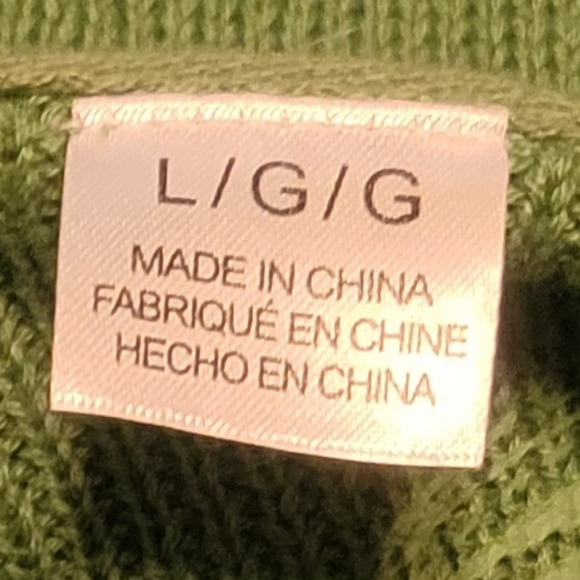 L/G/G
MADE IN CHINA
FABRIQUÉ EN CHINE
HECHO EN CHINA